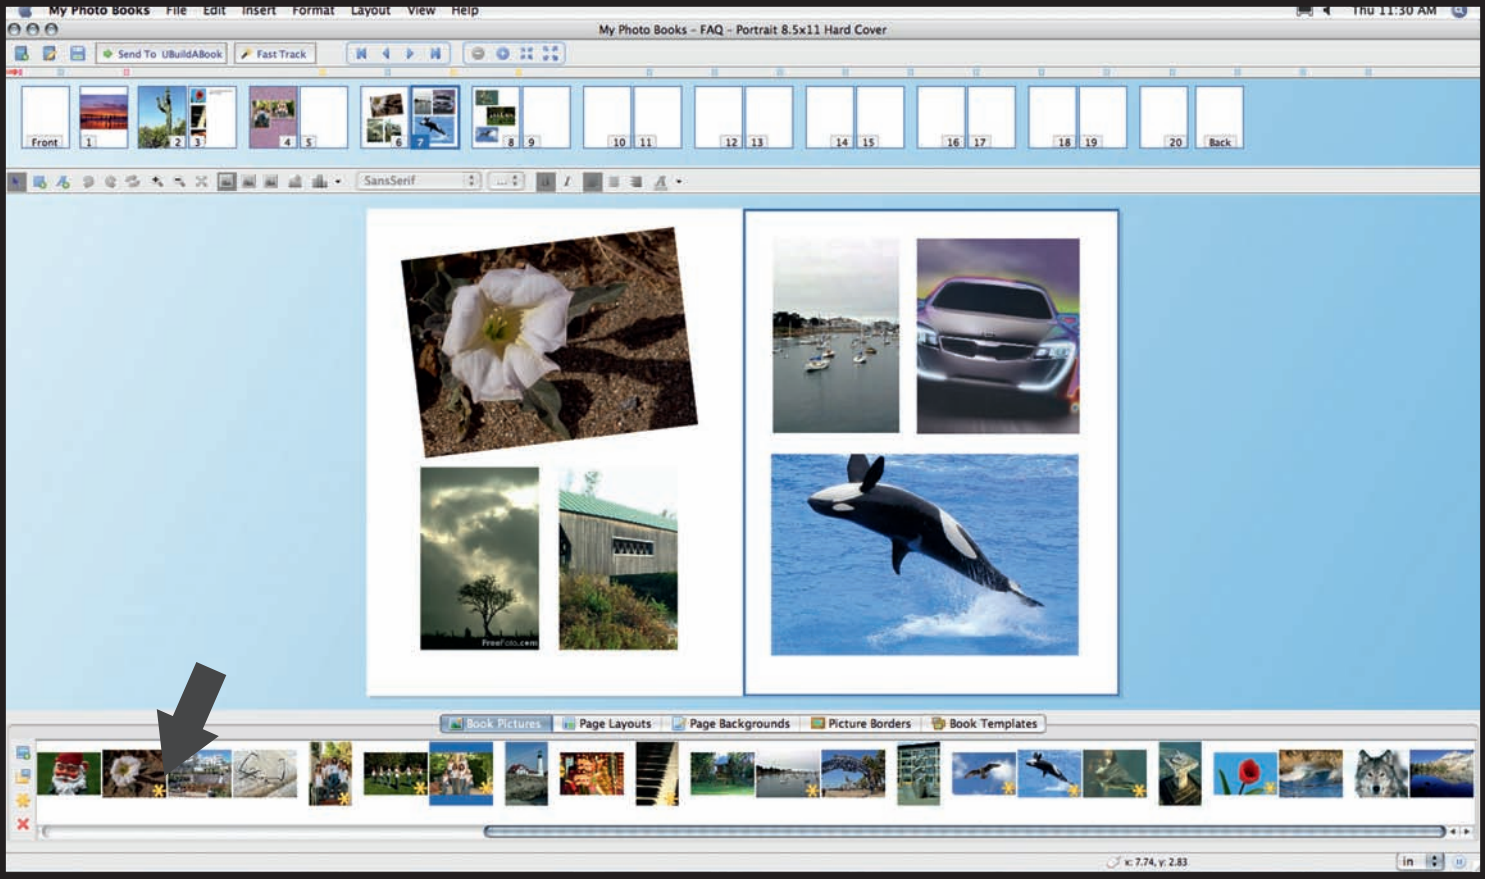 My Photo Books File Edit Insert Format Layout View Help Thu 11:30 AM
My Photo Books - FAQ - Portrait 8.5x11 Hard Cover
Send To UBuildABook Fast Track
Front 1 2 3 4 5 6 7 8 9 10 11 12 13 14 15 16 17 18 19 20 Back
SansSerif ... I A
FreeFoto.com
Book Pictures Page Layouts Page Backgrounds Picture Borders Book Templates
x: 7.74, y: 2.83 in